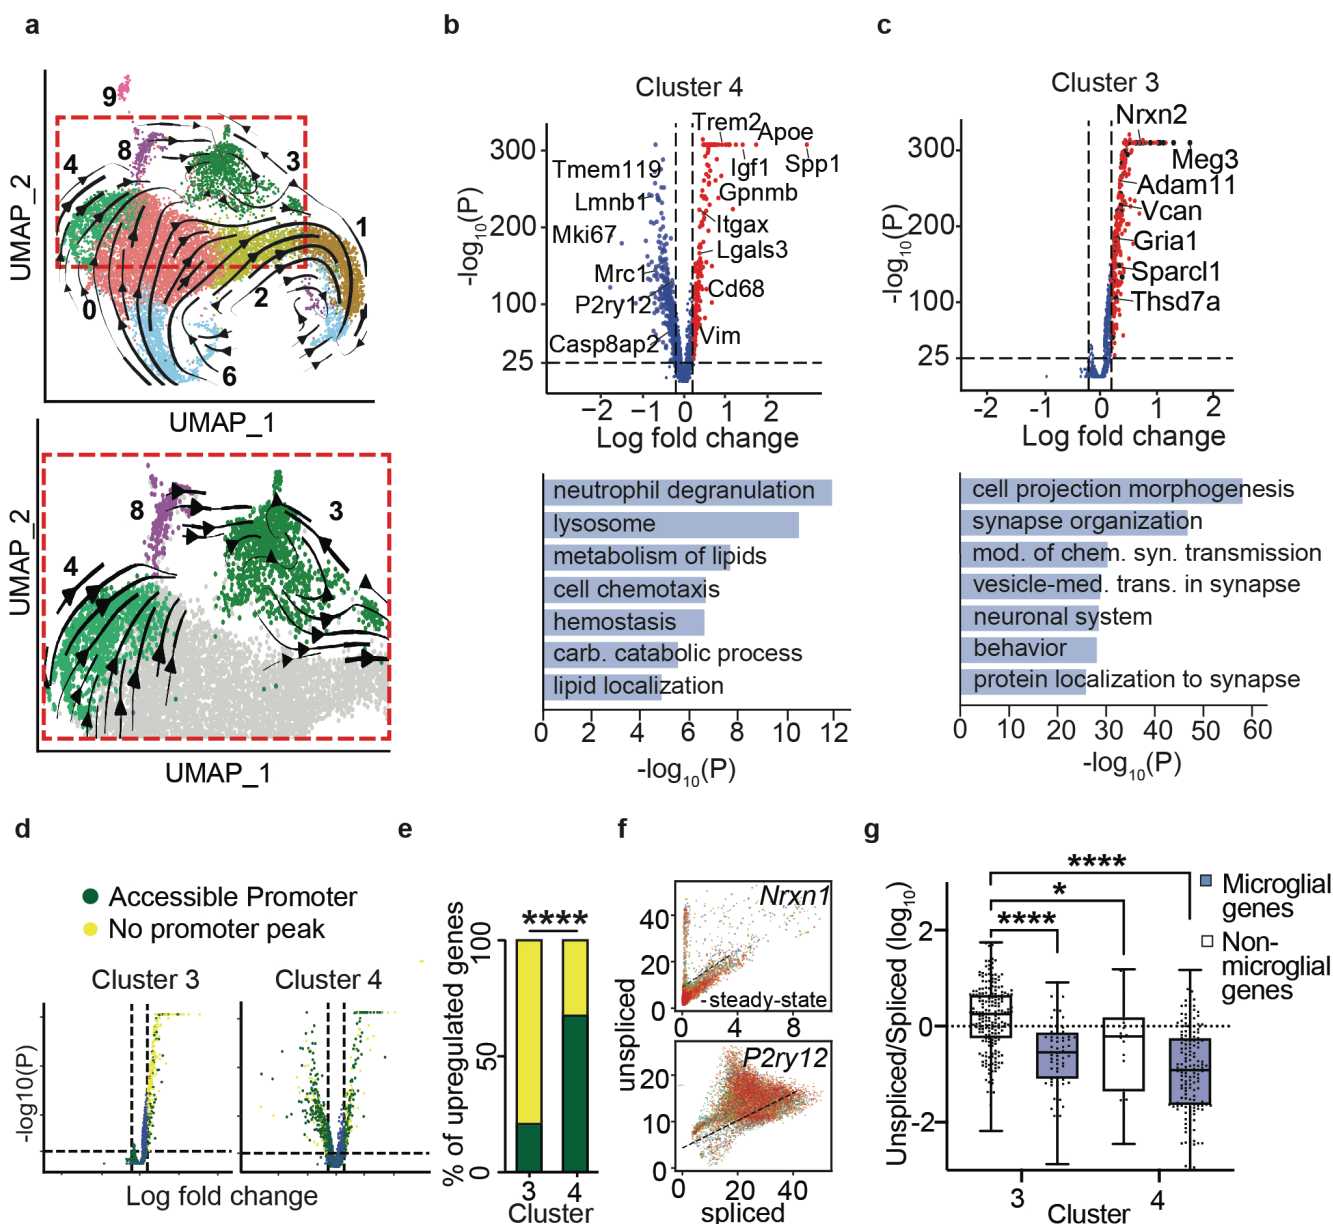 a
UMAP_2
9
8
4
3
1
0
2
6
UMAP_1
UMAP_2
8
3
4
UMAP_1
b
Cluster 4
-log10(P)
300
200
100
25
Trem2
Apoe
Tmem119
Igf1
Spp1
Lmnb1
Gpnmb
Mki67
Itgax
Lgals3
Mrc1
P2ry12
Cd68
Casp8ap2
Vim
−2 −1 0 1 2
Log fold change
neutrophil degranulation
lysosome
metabolism of lipids
cell chemotaxis
hemostasis
carb. catabolic process
lipid localization
0 2 4 6 8 10 12
-log10(P)
c
Cluster 3
-log10(P)
300
200
100
25
Nrxn2
Meg3
Adam11
Vcan
Gria1
Sparcl1
Thsd7a
-2 -1 0 1 2
Log fold change
cell projection morphogenesis
synapse organization
mod. of chem. syn. transmission
vesicle-med. trans. in synapse
neuronal system
behavior
protein localization to synapse
0 10 20 30 40 50 60
-log10(P)
d
Accessible Promoter
No promoter peak
Cluster 3
Cluster 4
-log10(P)
Log fold change
e
% of upregulated genes
****
100
50
0
3 4
Cluster
f
unspliced
Nrxn1
40
20
0
-steady-state
0 4 8
P2ry12
20
10
0
0 20 40
spliced
g
Unspliced/Spliced (log10)
****
*
****
2
0
-2
3 4
Cluster
Microglial
genes
Non-
microglial
genes